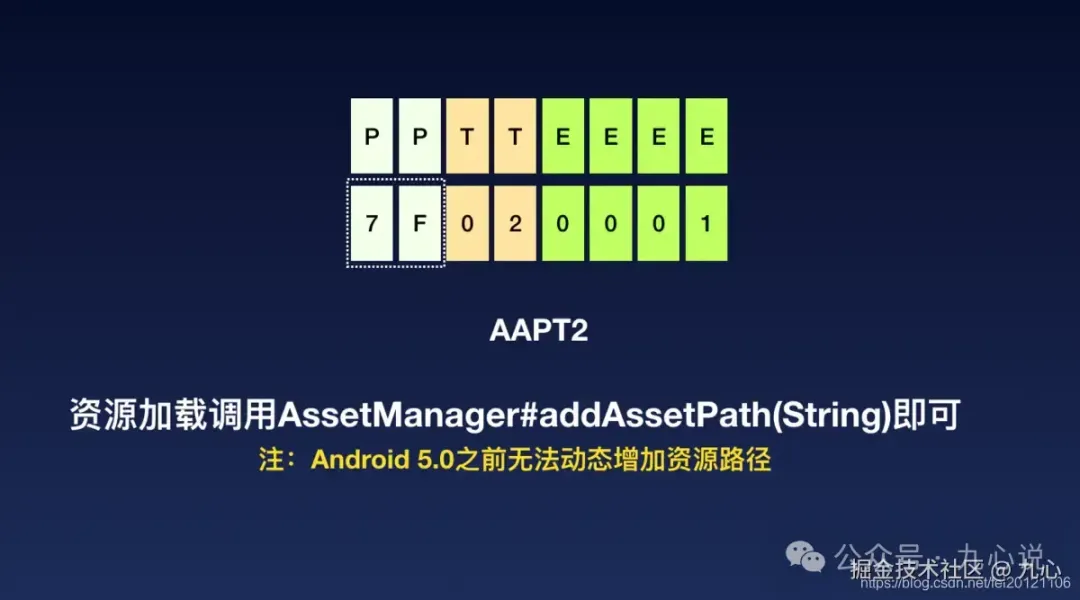 P P T T E E E E
7 F 0 2 0 0 0 1
AAPT2
资源加载调用AssetManager#addAssetPath(String)即可
注：Android 5.0之前无法动态增加资源路径
公众号 · 九心说
掘金技术社区 @ 九心
https://blog.csdn.net/lei20121106